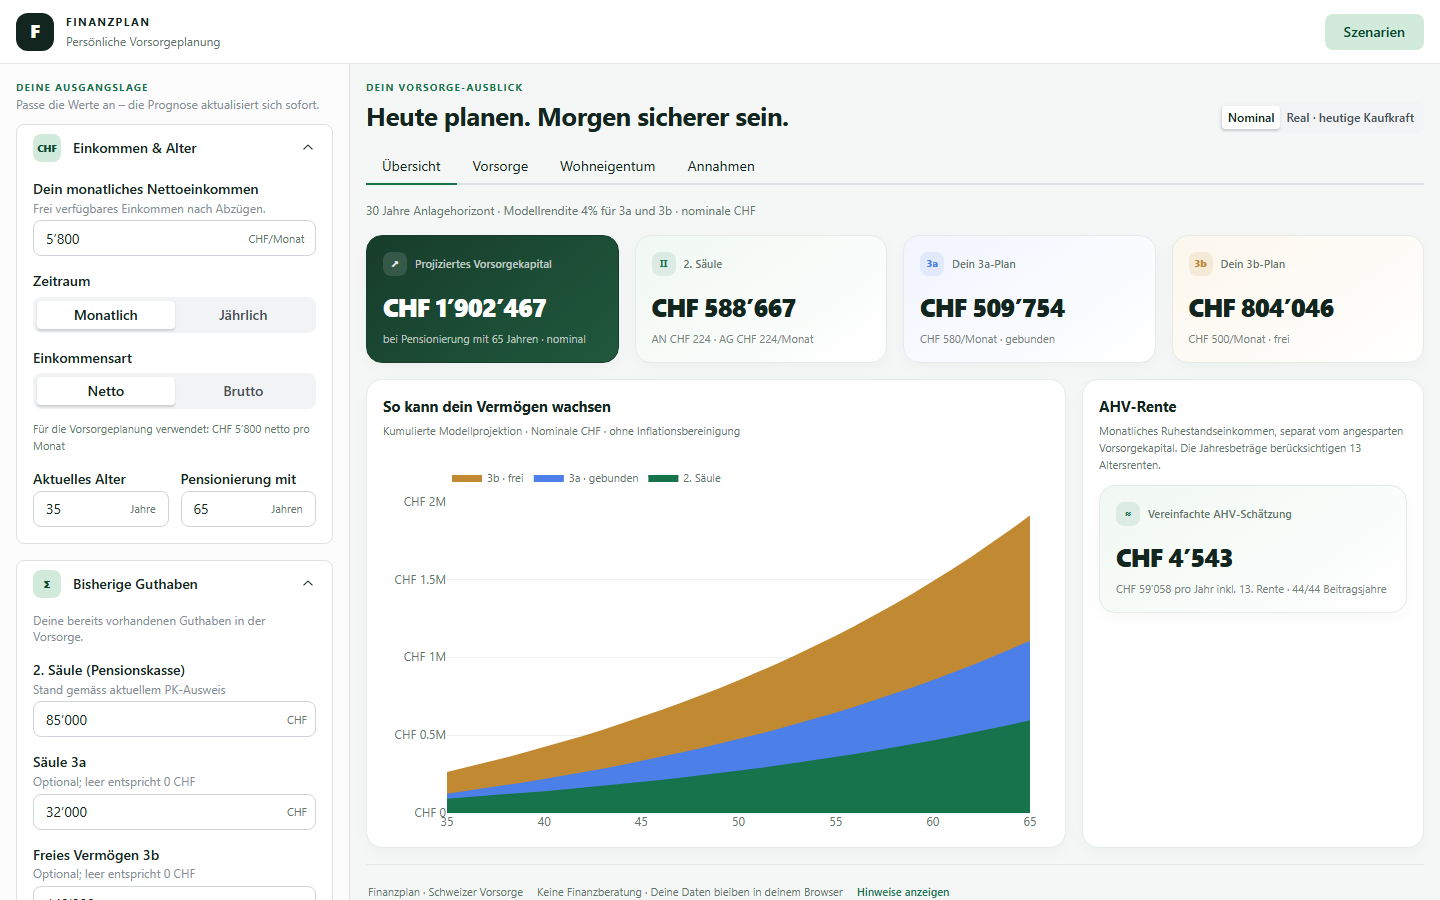 F
FINANZPLAN
Persönliche Vorsorgeplanung
Szenarien
DEINE AUSGANGSLAGE
Passe die Werte an – die Prognose aktualisiert sich sofort.
CHF Einkommen & Alter
Dein monatliches Nettoeinkommen
Frei verfügbares Einkommen nach Abzügen.
5’800 CHF/Monat
Zeitraum
Monatlich Jährlich
Einkommensart
Netto Brutto
Für die Vorsorgeplanung verwendet: CHF 5’800 netto pro
Monat
Aktuelles Alter Pensionierung mit
35 Jahre 65 Jahren
Σ Bisherige Guthaben
Deine bereits vorhandenen Guthaben in der
Vorsorge.
2. Säule (Pensionskasse)
Stand gemäss aktuellem PK-Ausweis
85’000 CHF
Säule 3a
Optional; leer entspricht 0 CHF
32’000 CHF
Freies Vermögen 3b
Optional; leer entspricht 0 CHF
DEIN VORSORGE-AUSBLICK
Heute planen. Morgen sicherer sein.
Nominal Real · heutige Kaufkraft
Übersicht Vorsorge Wohneigentum Annahmen
30 Jahre Anlagehorizont · Modellrendite 4% für 3a und 3b · nominale CHF
↗ Projiziertes Vorsorgekapital
CHF 1’902’467
bei Pensionierung mit 65 Jahren · nominal
II 2. Säule
CHF 588’667
AN CHF 224 · AG CHF 224/Monat
3a Dein 3a-Plan
CHF 509’754
CHF 580/Monat · gebunden
3b Dein 3b-Plan
CHF 804’046
CHF 500/Monat · frei
So kann dein Vermögen wachsen
Kumulierte Modellprojektion · Nominale CHF · ohne Inflationsbereinigung
3b · frei 3a · gebunden 2. Säule
CHF 2M
CHF 1.5M
CHF 1M
CHF 0.5M
CHF 0
35 40 45 50 55 60 65
AHV-Rente
Monatliches Ruhestandseinkommen, separat vom angesparten
Vorsorgekapital. Die Jahresbeträge berücksichtigen 13
Altersrenten.
≈ Vereinfachte AHV-Schätzung
CHF 4’543
CHF 59’058 pro Jahr inkl. 13. Rente · 44/44 Beitragsjahre
Finanzplan · Schweizer Vorsorge Keine Finanzberatung · Deine Daten bleiben in deinem Browser Hinweise anzeigen